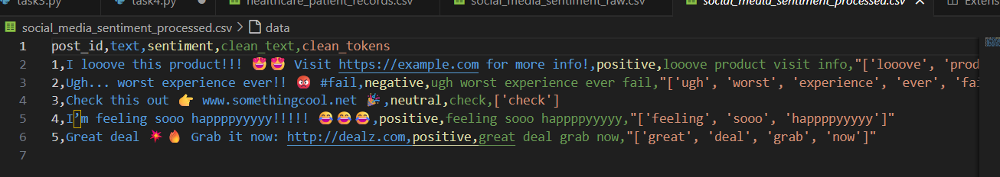 task3.py task4.py healthcare_patient_records.csv social_media_sentiment_raw.csv social_media_sentiment_processed.csv Extens
social_media_sentiment_processed.csv > data
1 post_id,text,sentiment,clean_text,clean_tokens
2 1,I looove this product!!! 😍😍 Visit https://example.com for more info!,positive,looove product visit info,"['looove', 'prod
3 2,Ugh... worst experience ever!! 😡 #fail,negative,ugh worst experience ever fail,"['ugh', 'worst', 'experience', 'ever', 'fai
4 3,Check this out 👉 www.somethingcool.net 🎉,neutral,check,['check']
5 4,I’m feeling sooo happppyyyyy!!!!! 😂😂😂,positive,feeling sooo happppyyyyy,"['feeling', 'sooo', 'happppyyyyy']"
6 5,Great deal 💥🔥 Grab it now: http://dealz.com,positive,great deal grab now,"['great', 'deal', 'grab', 'now']"
7